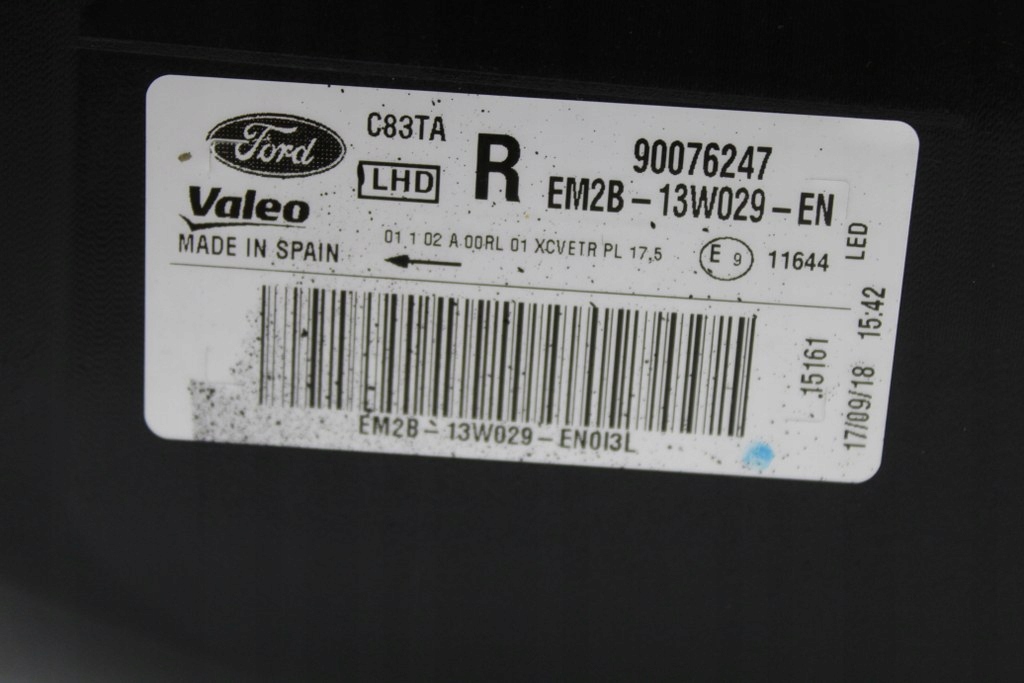 Ford
C83TA
R
90076247
LHD
EM2B-13W029-EN
Valeo
MADE IN SPAIN
01 1 02 A 00RL 01 XCVETR PL 17,5
E 9
11644
LED
15161
17/09/18 15:42
EM2B-13W029-EN013L